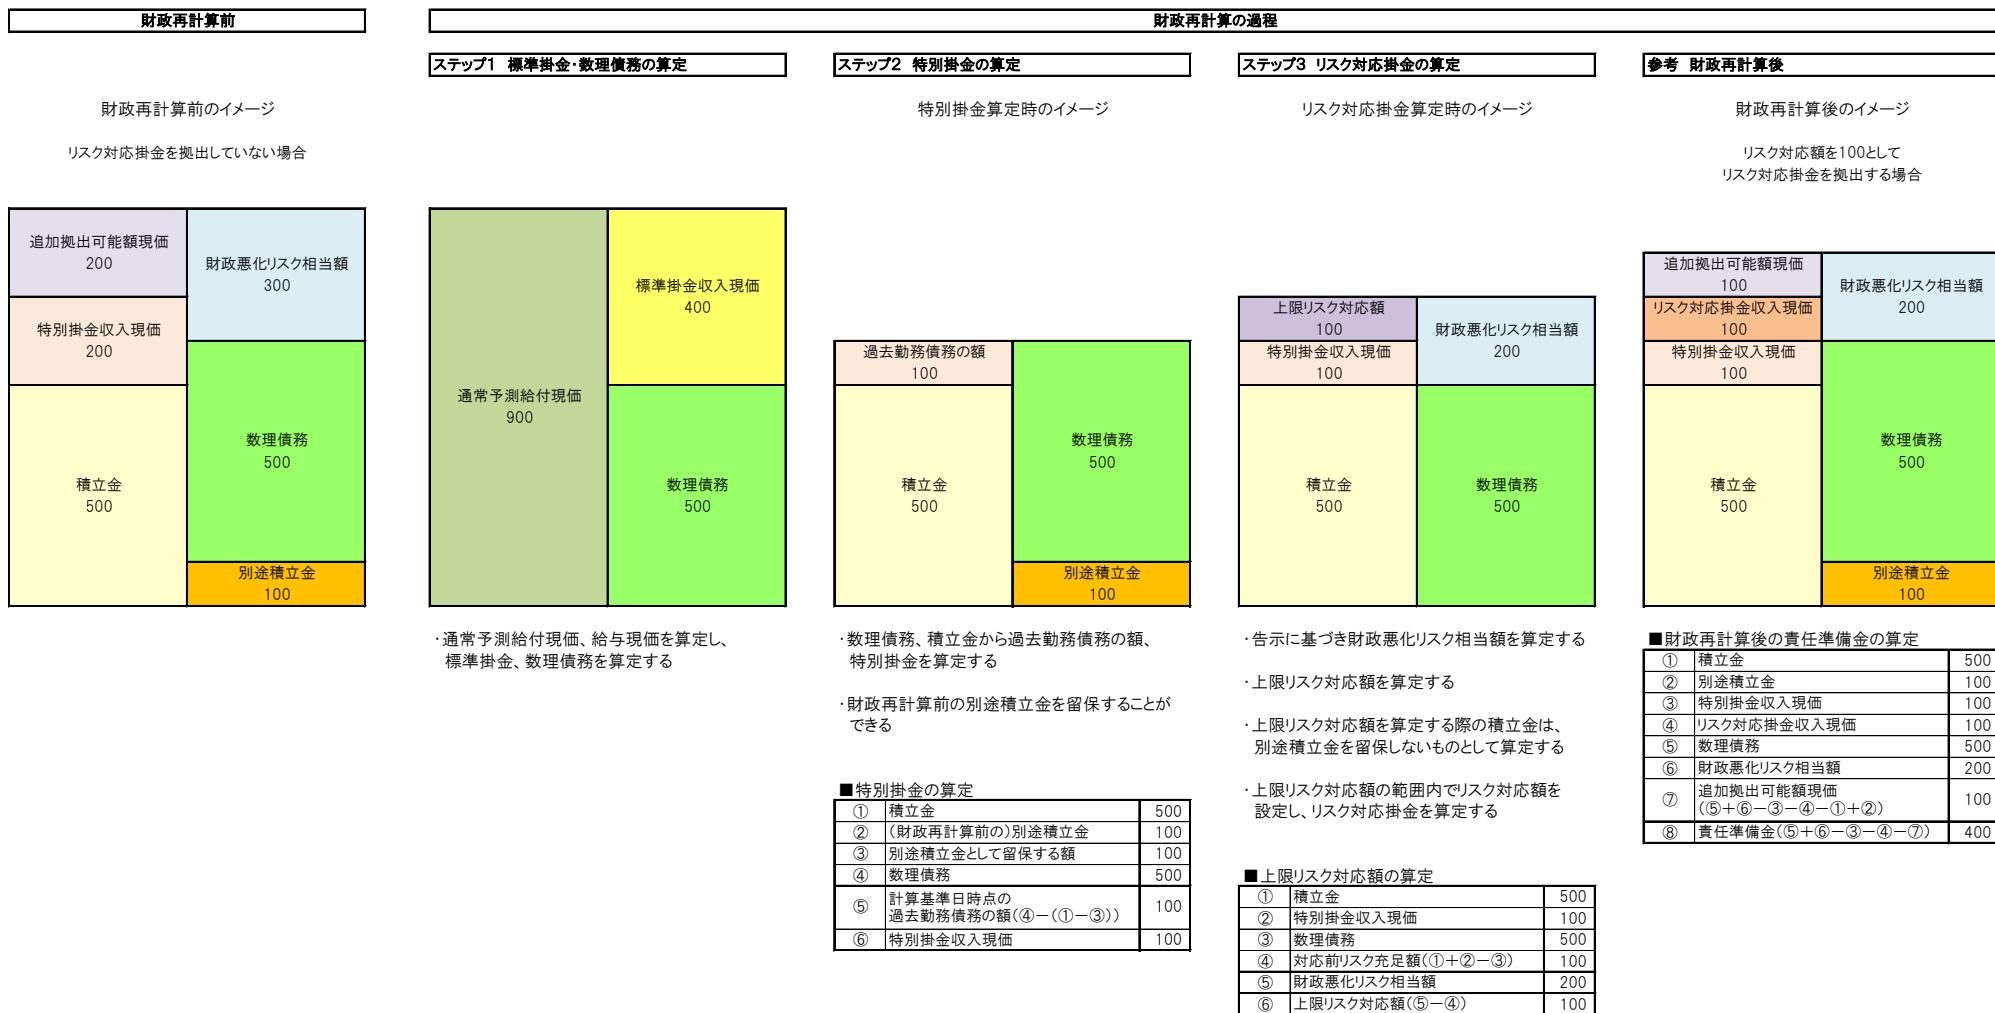 財政再計算前
財政再計算の過程
ステップ1 標準掛金・数理債務の算定
ステップ2 特別掛金の算定
ステップ3 リスク対応掛金の算定
参考 財政再計算後
財政再計算前のイメージ
リスク対応掛金を拠出していない場合
追加拠出可能額現価
200
財政悪化リスク相当額
300
特別掛金収入現価
200
数理債務
500
積立金
500
別途積立金
100
通常予測給付現価
900
標準掛金収入現価
400
数理債務
500
・通常予測給付現価、給与現価を算定し、
標準掛金、数理債務を算定する
特別掛金算定時のイメージ
過去勤務債務の額
100
数理債務
500
積立金
500
別途積立金
100
・数理債務、積立金から過去勤務債務の額、
特別掛金を算定する
・財政再計算前の別途積立金を留保することが
できる
■特別掛金の算定
① 積立金 500
② (財政再計算前の)別途積立金 100
③ 別途積立金として留保する額 100
④ 数理債務 500
⑤ 計算基準日時点の
過去勤務債務の額(④-(①-③)) 100
⑥ 特別掛金収入現価 100
リスク対応掛金算定時のイメージ
上限リスク対応額
100
財政悪化リスク相当額
200
特別掛金収入現価
100
積立金
500
数理債務
500
・告示に基づき財政悪化リスク相当額を算定する
・上限リスク対応額を算定する
・上限リスク対応額を算定する際の積立金は、
別途積立金を留保しないものとして算定する
・上限リスク対応額の範囲内でリスク対応額を
設定し、リスク対応掛金を算定する
■上限リスク対応額の算定
① 積立金 500
② 特別掛金収入現価 100
③ 数理債務 500
④ 対応前リスク充足額(①+②-③) 100
⑤ 財政悪化リスク相当額 200
⑥ 上限リスク対応額(⑤-④) 100
財政再計算後のイメージ
リスク対応額を100として
リスク対応掛金を拠出する場合
追加拠出可能額現価
100
財政悪化リスク相当額
200
リスク対応掛金収入現価
100
特別掛金収入現価
100
数理債務
500
積立金
500
別途積立金
100
■財政再計算後の責任準備金の算定
① 積立金 500
② 別途積立金 100
③ 特別掛金収入現価 100
④ リスク対応掛金収入現価 100
⑤ 数理債務 500
⑥ 財政悪化リスク相当額 200
⑦ 追加拠出可能額現価
(⑤+⑥-③-④-①+②) 100
⑧ 責任準備金(⑤+⑥-③-④-⑦) 400